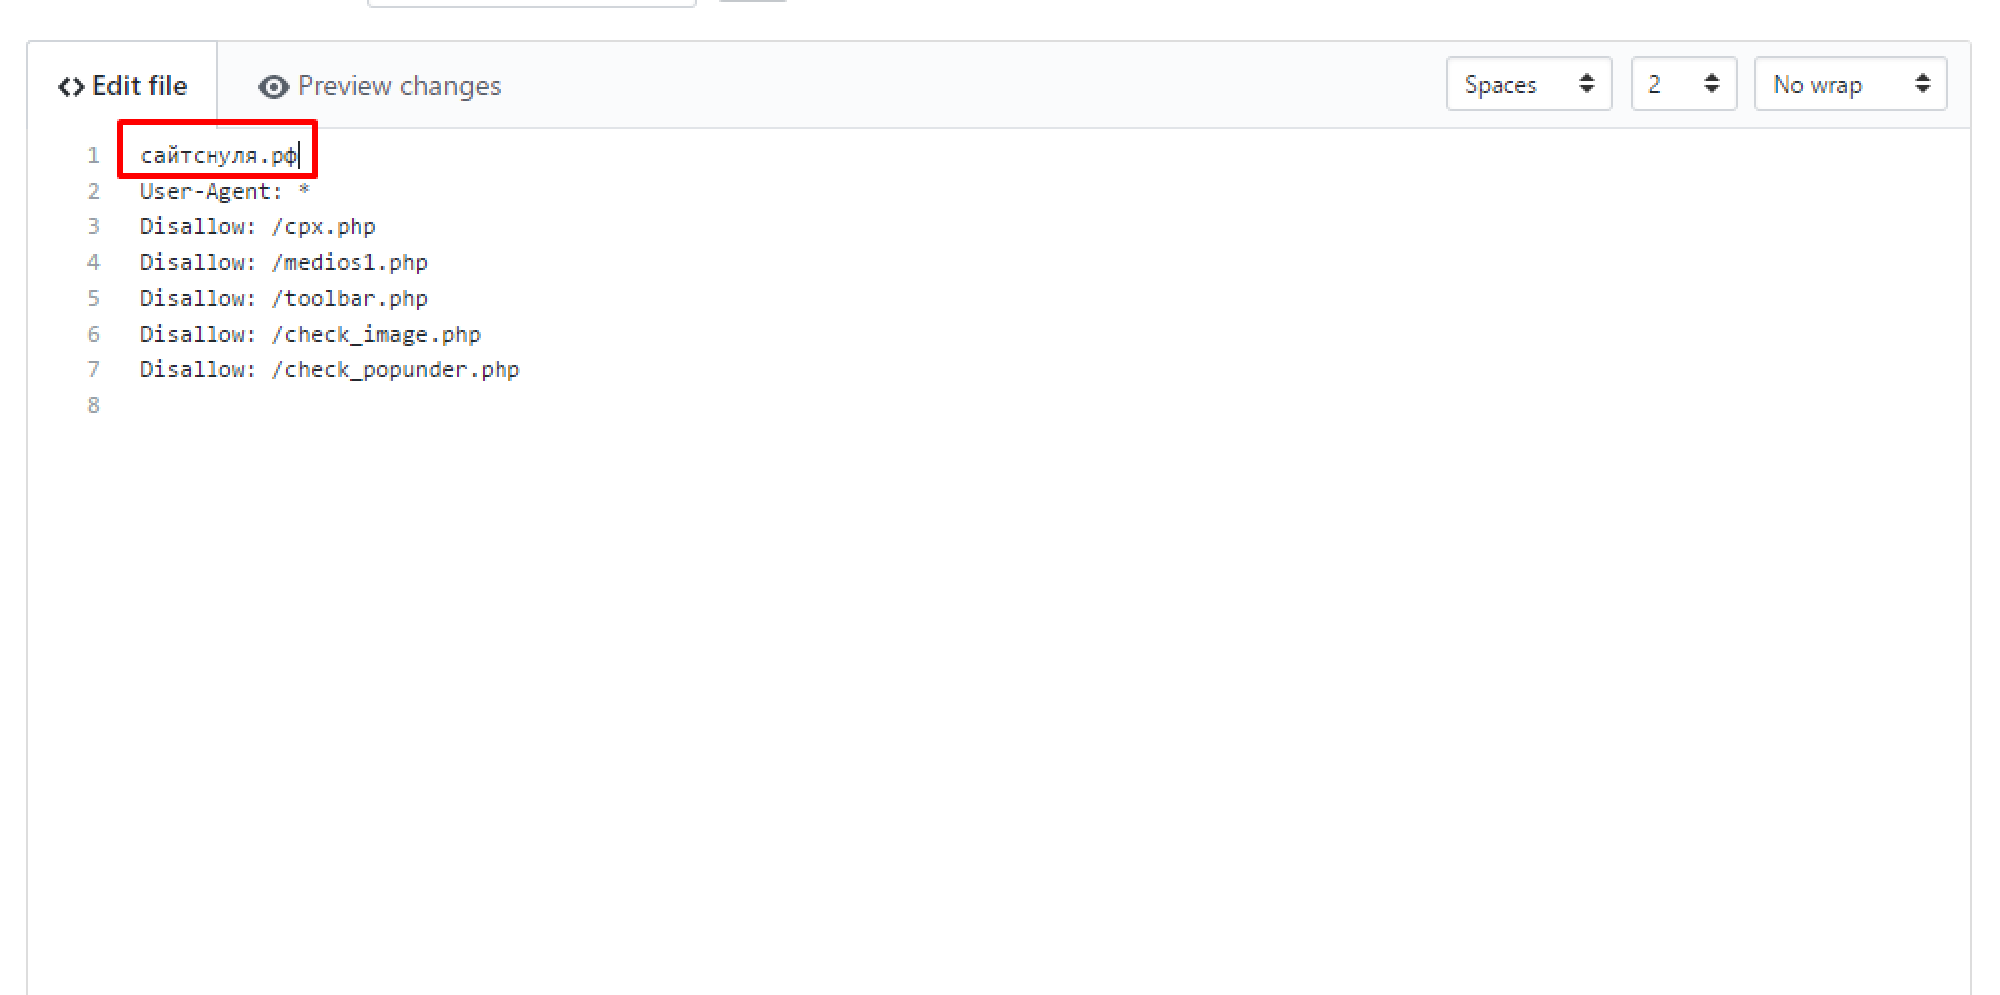 Edit file
Preview changes
Spaces
2
No wrap
1 сайтснуля.рф
2 User-Agent: *
3 Disallow: /cpx.php
4 Disallow: /medios1.php
5 Disallow: /toolbar.php
6 Disallow: /check_image.php
7 Disallow: /check_popunder.php
8